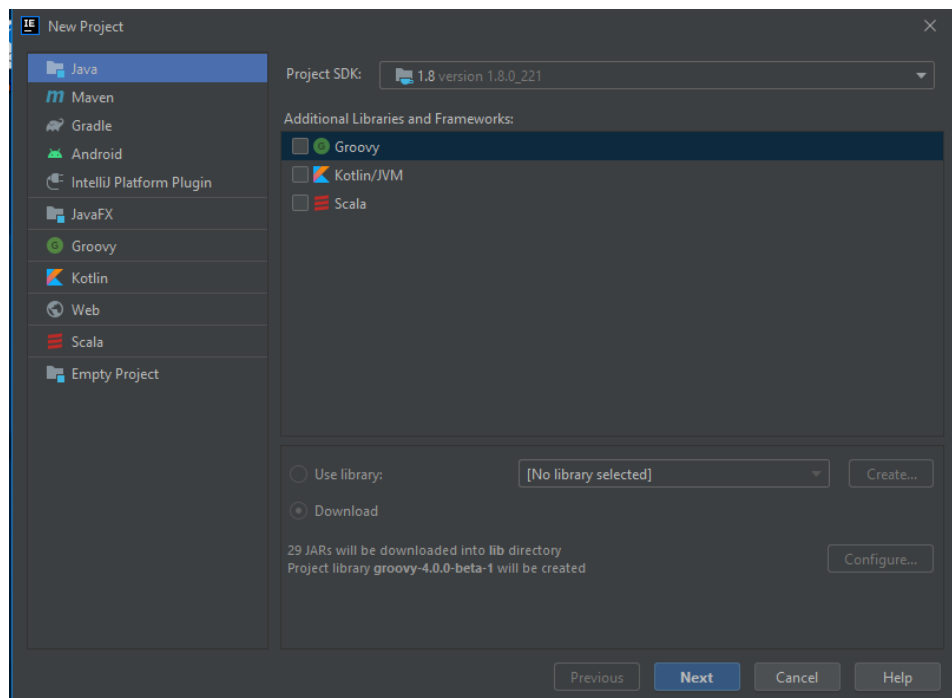 New Project
Java
Maven
Gradle
Android
IntelliJ Platform Plugin
JavaFX
Groovy
Kotlin
Web
Scala
Empty Project
Project SDK: 1.8 version 1.8.0_221
Additional Libraries and Frameworks:
Groovy
Kotlin/JVM
Scala
Use library: [No library selected] Create...
Download
29 JARs will be downloaded into lib directory
Project library groovy-4.0.0-beta-1 will be created
Configure...
Previous Next Cancel Help